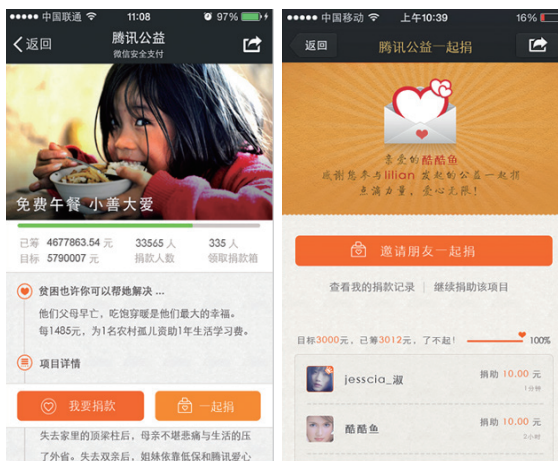 中国联通
11:08
97%
返回
腾讯公益
微信安全支付
免费午餐 小善大爱
已筹 4677863.54 元
33565 人
335 人
目标 5790007 元
捐款人数
领取捐款箱
贫困也许你可以帮她解决 ...
他们父母早亡，吃饱穿暖是他们最大的幸福。
每1485元，为1名农村孤儿资助1年生活学习费。
项目详情
我要捐款
一起捐
失去家里的顶梁柱后，母亲不堪悲痛与生活的压
了外省。失去双亲后，姐妹依靠低保和腾讯爱心
中国移动
上午10:39
16%
返回
腾讯公益一起捐
亲爱的酷酷鱼
感谢您参与lilian 发起的公益一起捐
点滴力量，爱心无限！
邀请朋友一起捐
查看我的捐款记录 | 继续捐助该项目
目标3000元，已筹3012元，了不起！
100%
jesscia_淑
捐助 10.00 元
1分钟
酷酷鱼
捐助 10.00 元
2小时